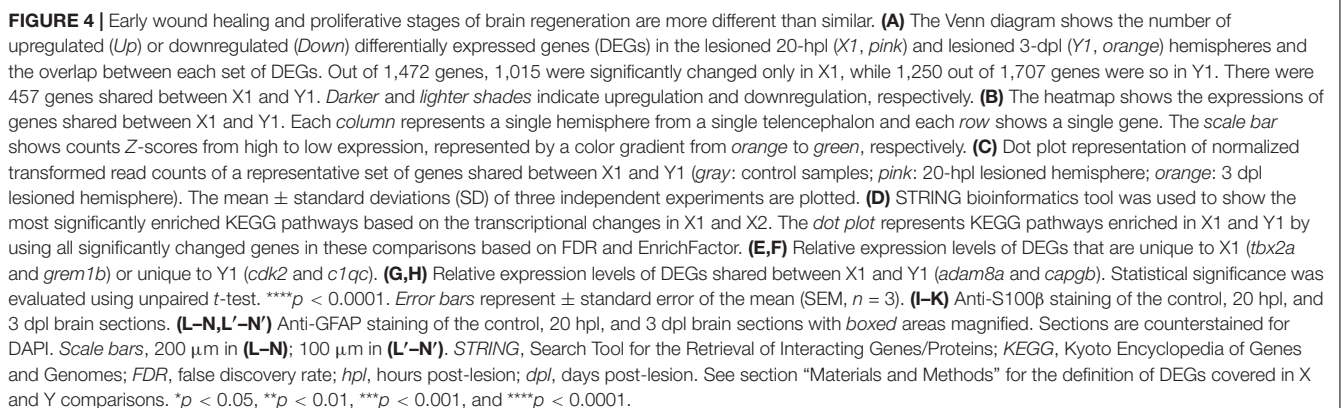 FIGURE 4 | Early wound healing and proliferative stages of brain regeneration are more different than similar. (A) The Venn diagram shows the number of
upregulated (Up) or downregulated (Down) differentially expressed genes (DEGs) in the lesioned 20-hpl (X1, pink) and lesioned 3-dpl (Y1, orange) hemispheres and
the overlap between each set of DEGs. Out of 1,472 genes, 1,015 were significantly changed only in X1, while 1,250 out of 1,707 genes were so in Y1. There were
457 genes shared between X1 and Y1. Darker and lighter shades indicate upregulation and downregulation, respectively. (B) The heatmap shows the expressions of
genes shared between X1 and Y1. Each column represents a single hemisphere from a single telencephalon and each row shows a single gene. The scale bar
shows counts Z-scores from high to low expression, represented by a color gradient from orange to green, respectively. (C) Dot plot representation of normalized
transformed read counts of a representative set of genes shared between X1 and Y1 (gray: control samples; pink: 20-hpl lesioned hemisphere; orange: 3 dpl
lesioned hemisphere). The mean ± standard deviations (SD) of three independent experiments are plotted. (D) STRING bioinformatics tool was used to show the
most significantly enriched KEGG pathways based on the transcriptional changes in X1 and X2. The dot plot represents KEGG pathways enriched in X1 and Y1 by
using all significantly changed genes in these comparisons based on FDR and EnrichFactor. (E,F) Relative expression levels of DEGs that are unique to X1 (tbx2a
and grem1b) or unique to Y1 (cdk2 and c1qc). (G,H) Relative expression levels of DEGs shared between X1 and Y1 (adam8a and capgb). Statistical significance was
evaluated using unpaired t-test. ****p < 0.0001. Error bars represent ± standard error of the mean (SEM, n = 3). (I–K) Anti-S100β staining of the control, 20 hpl, and
3 dpl brain sections. (L–N,L′–N′) Anti-GFAP staining of the control, 20 hpl, and 3 dpl brain sections with boxed areas magnified. Sections are counterstained for
DAPI. Scale bars, 200 μm in (L–N); 100 μm in (L′–N′). STRING, Search Tool for the Retrieval of Interacting Genes/Proteins; KEGG, Kyoto Encyclopedia of Genes
and Genomes; FDR, false discovery rate; hpl, hours post-lesion; dpl, days post-lesion. See section “Materials and Methods” for the definition of DEGs covered in X
and Y comparisons. *p < 0.05, **p < 0.01, ***p < 0.001, and ****p < 0.0001.